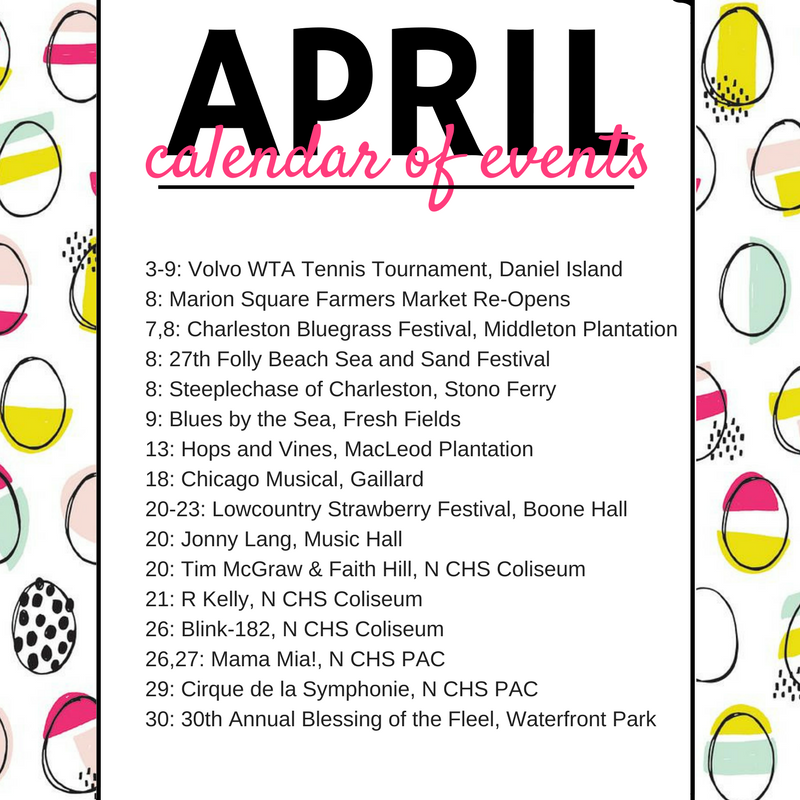 APRIL
calendar of events
3-9: Volvo WTA Tennis Tournament, Daniel Island
8: Marion Square Farmers Market Re-Opens
7,8: Charleston Bluegrass Festival, Middleton Plantation
8: 27th Folly Beach Sea and Sand Festival
8: Steeplechase of Charleston, Stono Ferry
9: Blues by the Sea, Fresh Fields
13: Hops and Vines, MacLeod Plantation
18: Chicago Musical, Gaillard
20-23: Lowcountry Strawberry Festival, Boone Hall
20: Jonny Lang, Music Hall
20: Tim McGraw & Faith Hill, N CHS Coliseum
21: R Kelly, N CHS Coliseum
26: Blink-182, N CHS Coliseum
26,27: Mama Mia!, N CHS PAC
29: Cirque de la Symphonie, N CHS PAC
30: 30th Annual Blessing of the Fleel, Waterfront Park